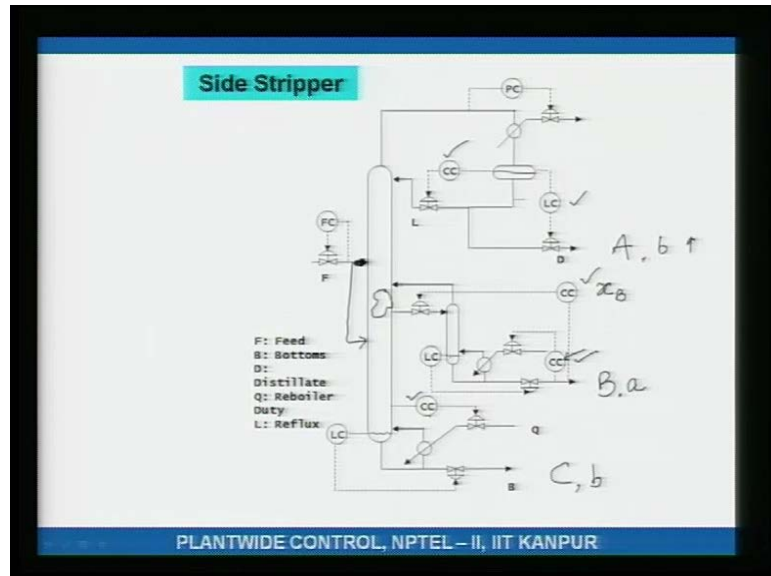 Side Stripper
PC
CC
LC
L
D
A, b ↑
FC
F
CC x_B
F: Feed
B: Bottoms
D:
Distillate
Q: Reboiler
Duty
L: Reflux
LC
CC
B, a
CC
Q
LC
B
C, b
PLANTWIDE CONTROL, NPTEL – II, IIT KANPUR